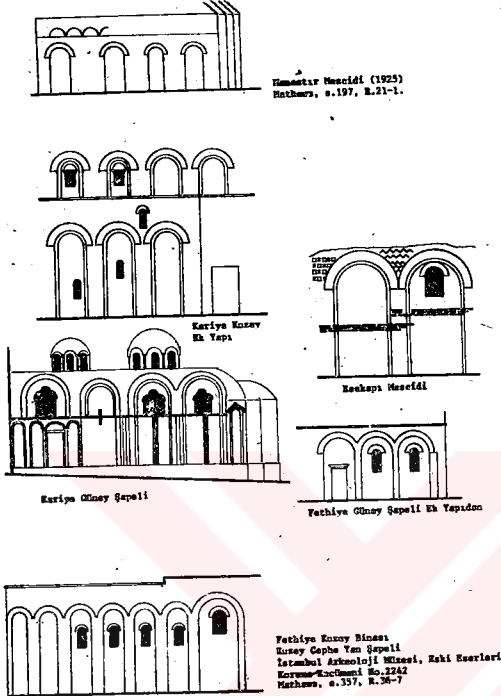 Manastır Mescidi (1925)
Mathews, s.197, R.21-1.
Kariye Kuzey
Ek Yapı
Esekapı Mescidi
Kariye Güney Şapeli
Fethiye Güney Şapeli Ek Yapıdan
Fethiye Kuzey Binası
Kuzey Cephe Yan Şapeli
İstanbul Arkeoloji Müzesi, Eski Eserleri
Koruma Encümeni No.2242
Mathews, s.357, R.36-7